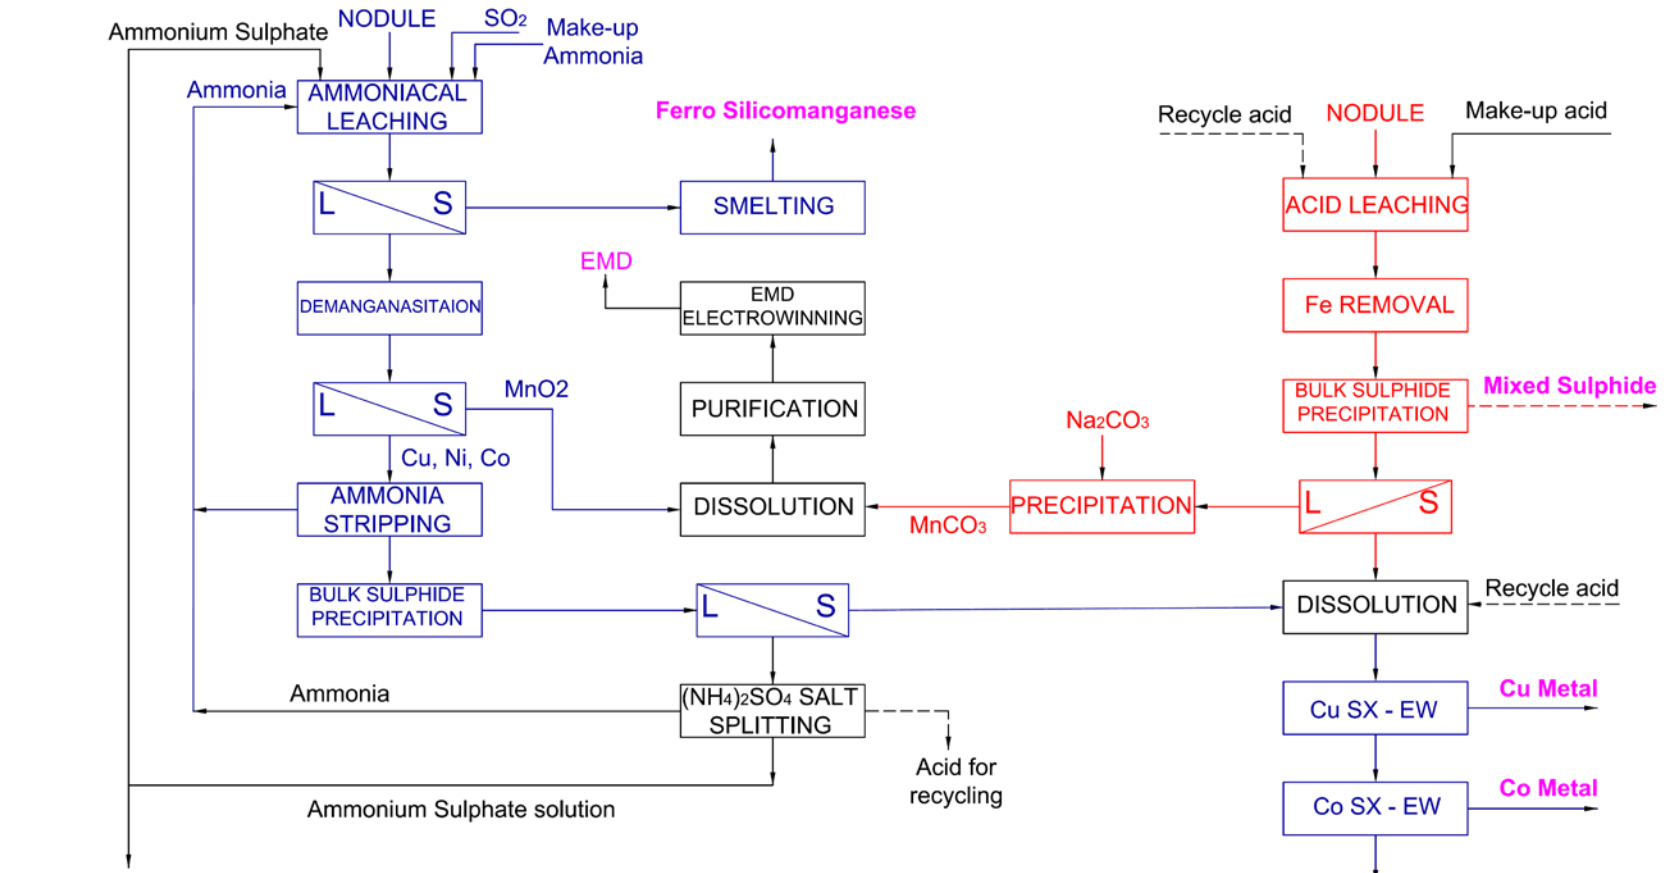 Ammonium Sulphate
NODULE
SO2
Make-up
Ammonia
Ammonia
AMMONIACAL
LEACHING
L
S
SMELTING
Ferro Silicomanganese
DEMANGANASITAION
EMD
EMD
ELECTROWINNING
L
S
MnO2
PURIFICATION
Cu, Ni, Co
AMMONIA
STRIPPING
DISSOLUTION
BULK SULPHIDE
PRECIPITATION
L
S
Ammonia
(NH4)2SO4 SALT
SPLITTING
Acid for
recycling
Ammonium Sulphate solution
Recycle acid
NODULE
Make-up acid
ACID LEACHING
Fe REMOVAL
BULK SULPHIDE
PRECIPITATION
Mixed Sulphide
Na2CO3
PRECIPITATION
MnCO3
L
S
DISSOLUTION
Recycle acid
Cu SX - EW
Cu Metal
Co SX - EW
Co Metal